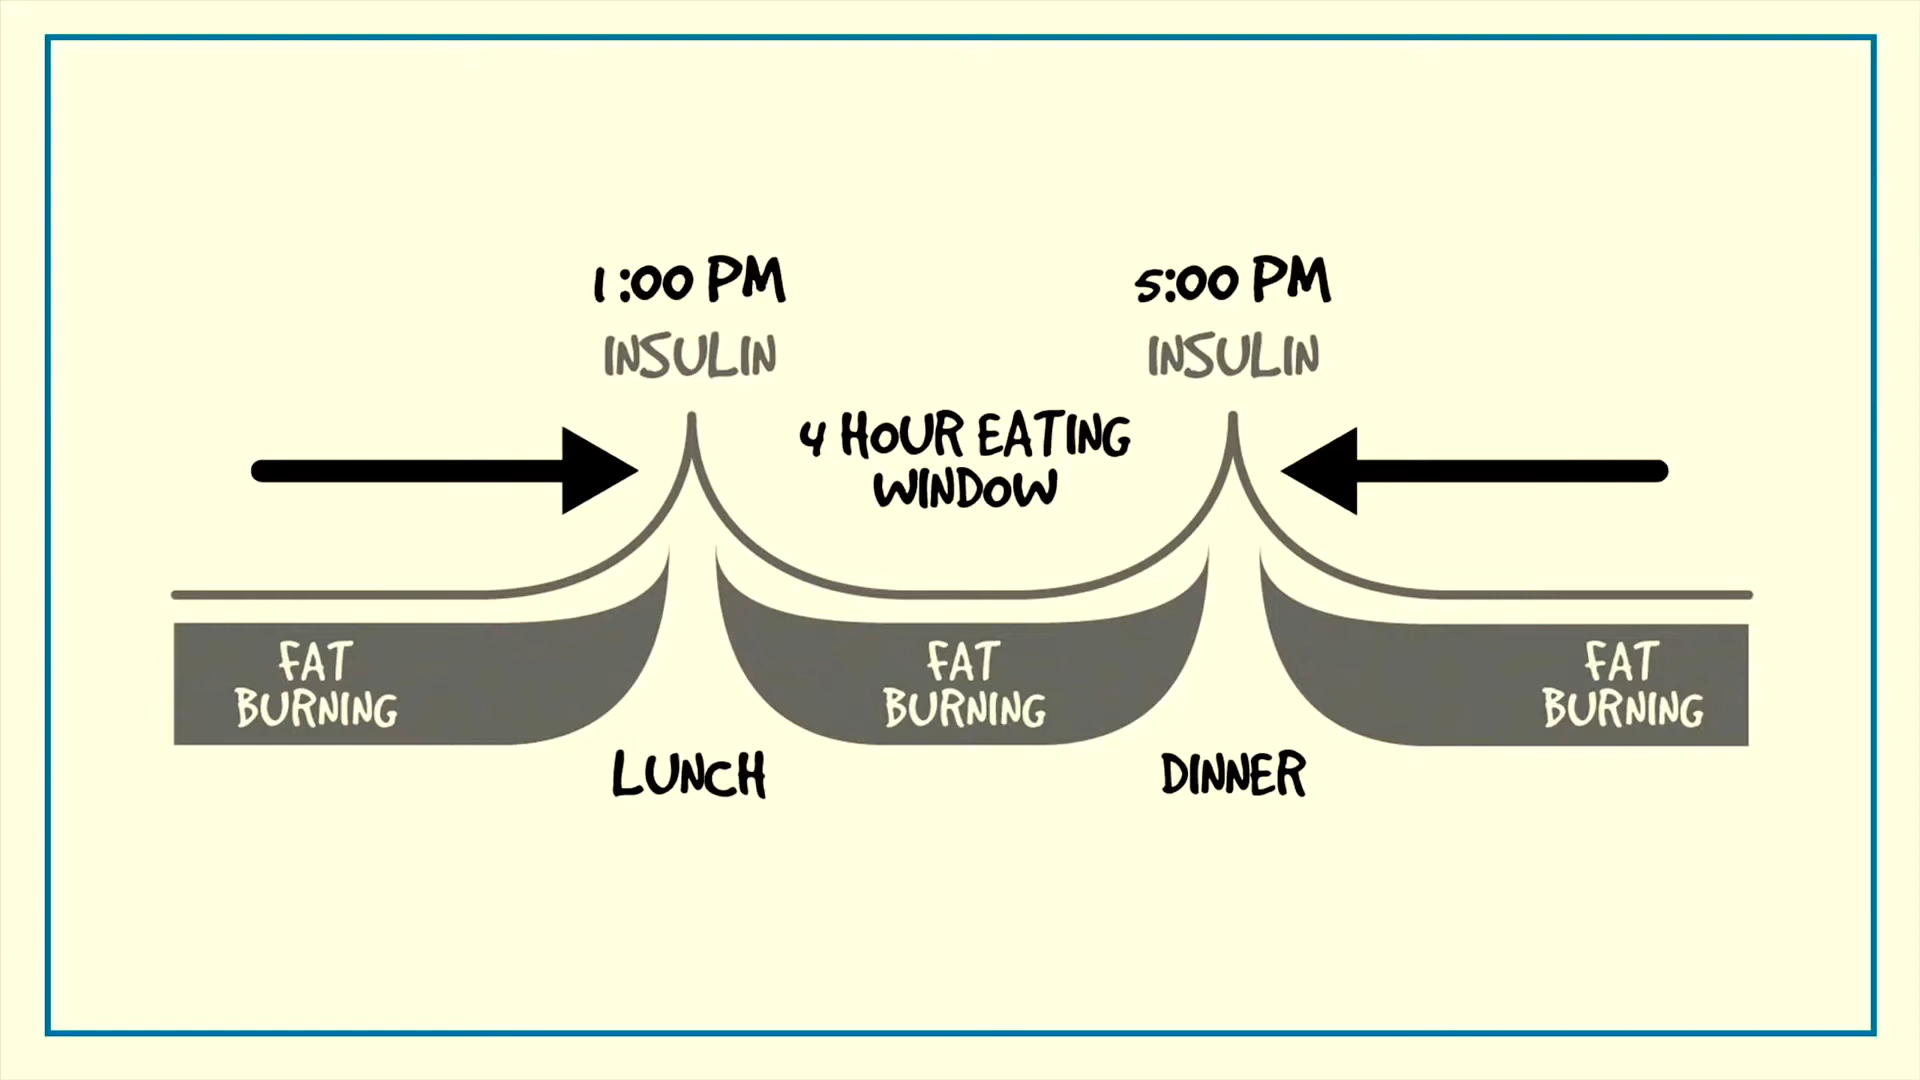 1:00 PM
5:00 PM
INSULIN
INSULIN
4 HOUR EATING
WINDOW
FAT
BURNING
FAT
BURNING
FAT
BURNING
LUNCH
DINNER